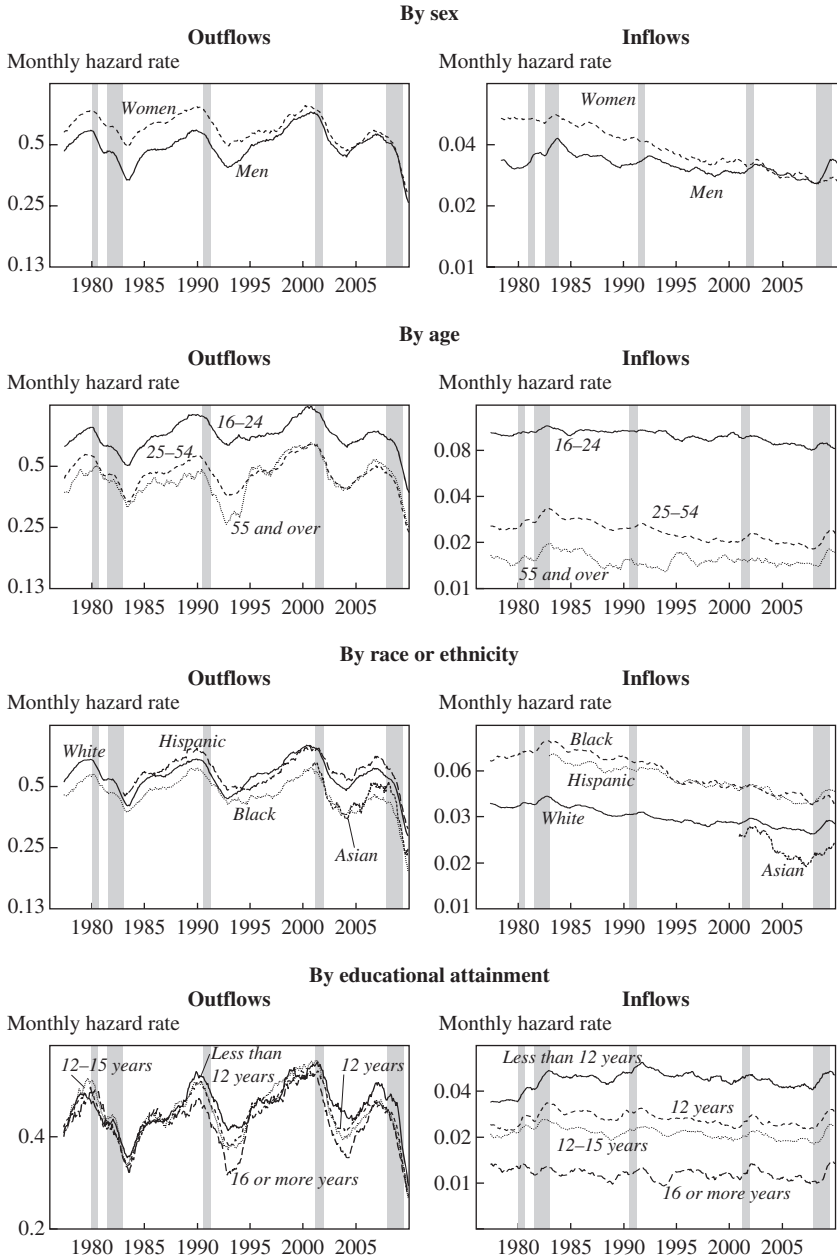 By sex
Outflows
Monthly hazard rate
Women
0.5
Men
0.25
0.13
1980 1985 1990 1995 2000 2005
Inflows
Monthly hazard rate
Women
0.04
Men
0.02
0.01
1980 1985 1990 1995 2000 2005
By age
Outflows
Monthly hazard rate
16–24
0.5
25–54
0.25
55 and over
0.13
1980 1985 1990 1995 2000 2005
Inflows
Monthly hazard rate
0.08
16–24
0.04
25–54
0.02
55 and over
0.01
1980 1985 1990 1995 2000 2005
By race or ethnicity
Outflows
Monthly hazard rate
White
Hispanic
0.5
Black
0.25
Asian
0.13
1980 1985 1990 1995 2000 2005
Inflows
Monthly hazard rate
Black
0.06
Hispanic
0.03
White
0.02
Asian
0.01
1980 1985 1990 1995 2000 2005
By educational attainment
Outflows
Monthly hazard rate
12–15 years
Less than
12 years
12 years
0.4
16 or more years
0.2
1980 1985 1990 1995 2000 2005
Inflows
Monthly hazard rate
Less than 12 years
0.04
12 years
0.02
12–15 years
0.01
16 or more years
1980 1985 1990 1995 2000 2005